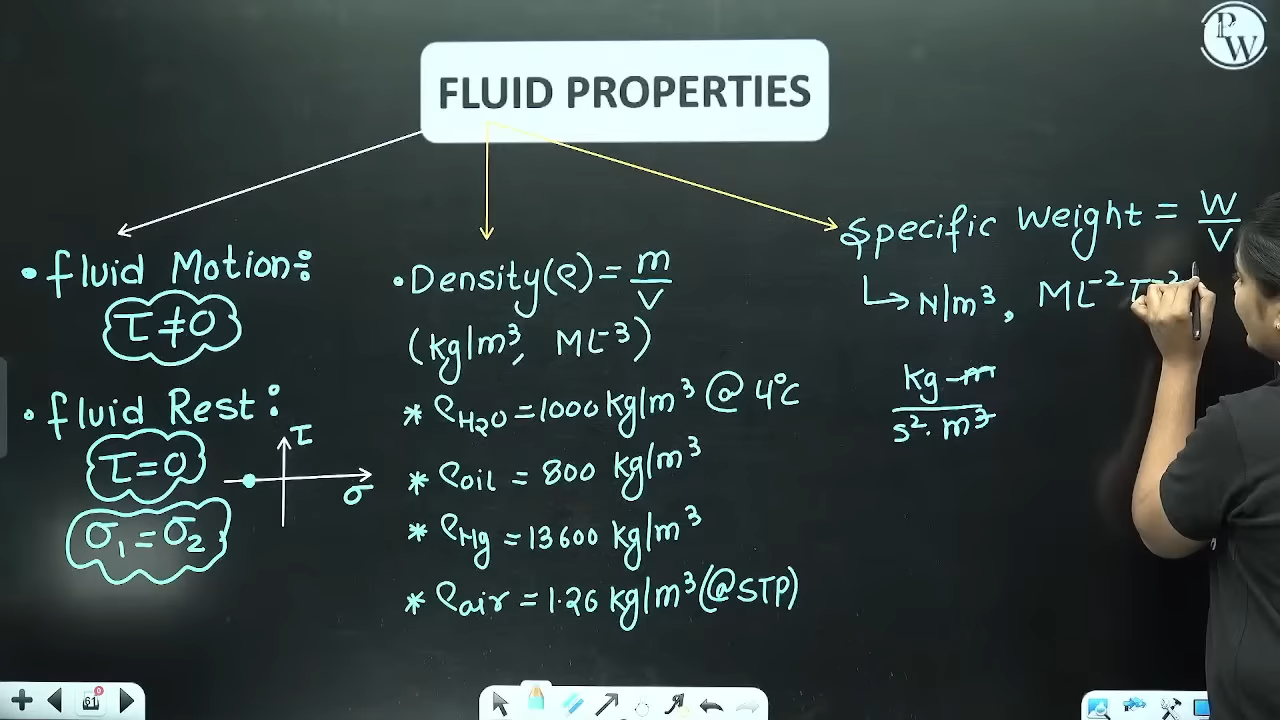 PW
FLUID PROPERTIES
• fluid Motion:
τ ≠ 0
• fluid Rest:
τ = 0
τ
σ
σ₁ = σ₂
• Density(ρ) = m/V
(kg/m³, ML⁻³)
* ρH₂O = 1000 kg/m³ @ 4°C
* ρoil = 800 kg/m³
* ρHg = 13600 kg/m³
* ρair = 1.26 kg/m³ (@STP)
Specific Weight = W/V
↳ N/m³, ML⁻²T⁻²
kg-m
s². m³
61